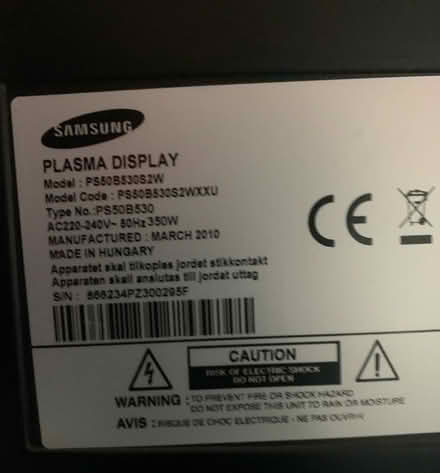 SAMSUNG
PLASMA DISPLAY
Model : PS50B530S2W
Model Code : PS50B530S2WXXU
Type No.:PS50B530
AC220-240V~ 50Hz 350W
MANUFACTURED : MARCH 2010
MADE IN HUNGARY
Apparatet skal tilkoples jordet stikkontakt
Apparaten skall anslutas till jordat uttag
S/N : 668234PZ300295F
CE
CAUTION
RISK OF ELECTRIC SHOCK
DO NOT OPEN
WARNING : TO PREVENT FIRE OR SHOCK HAZARD
DO NOT EXPOSE THIS UNIT TO RAIN OR MOISTURE
AVIS : RISQUE DE CHOC ELECTRIQUE - NE PAS OUVRIR